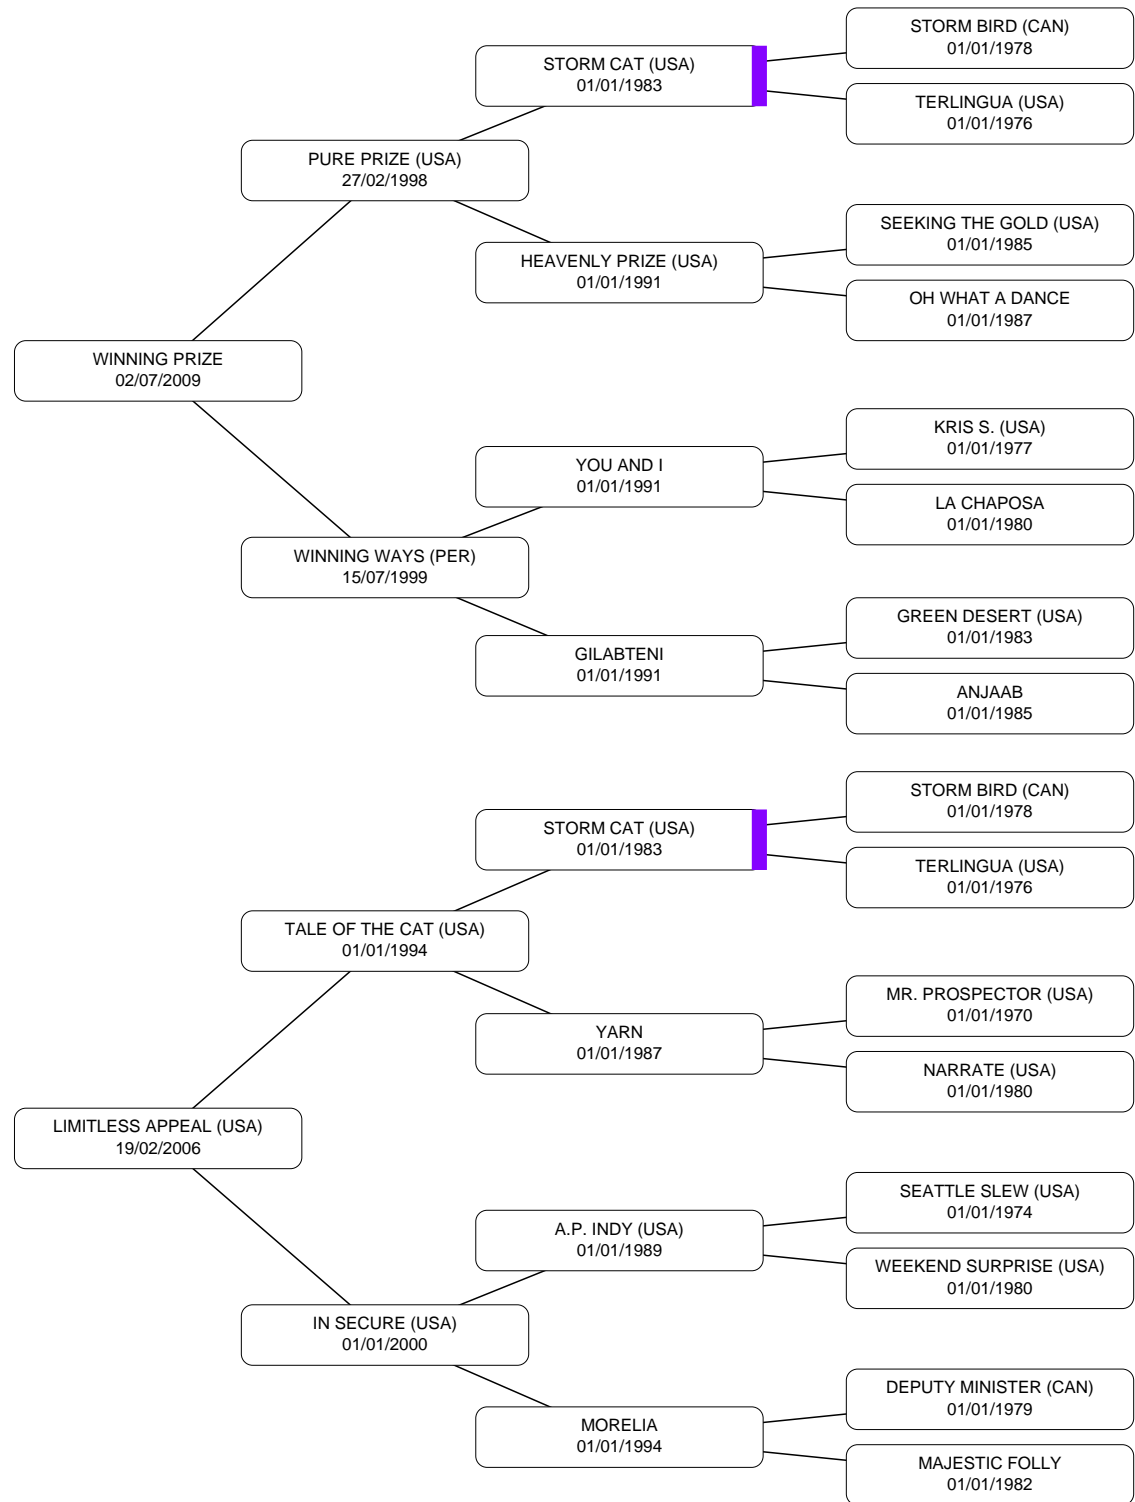 STORM BIRD (CAN)
01/01/1978
STORM CAT (USA)
01/01/1983
TERLINGUA (USA)
01/01/1976
PURE PRIZE (USA)
27/02/1998
SEEKING THE GOLD (USA)
01/01/1985
HEAVENLY PRIZE (USA)
01/01/1991
OH WHAT A DANCE
01/01/1987
WINNING PRIZE
02/07/2009
KRIS S. (USA)
01/01/1977
YOU AND I
01/01/1991
LA CHAPOSA
01/01/1980
WINNING WAYS (PER)
15/07/1999
GREEN DESERT (USA)
01/01/1983
GILABTENI
01/01/1991
ANJAAB
01/01/1985
STORM BIRD (CAN)
01/01/1978
STORM CAT (USA)
01/01/1983
TERLINGUA (USA)
01/01/1976
TALE OF THE CAT (USA)
01/01/1994
MR. PROSPECTOR (USA)
01/01/1970
YARN
01/01/1987
NARRATE (USA)
01/01/1980
LIMITLESS APPEAL (USA)
19/02/2006
SEATTLE SLEW (USA)
01/01/1974
A.P. INDY (USA)
01/01/1989
WEEKEND SURPRISE (USA)
01/01/1980
IN SECURE (USA)
01/01/2000
DEPUTY MINISTER (CAN)
01/01/1979
MORELIA
01/01/1994
MAJESTIC FOLLY
01/01/1982